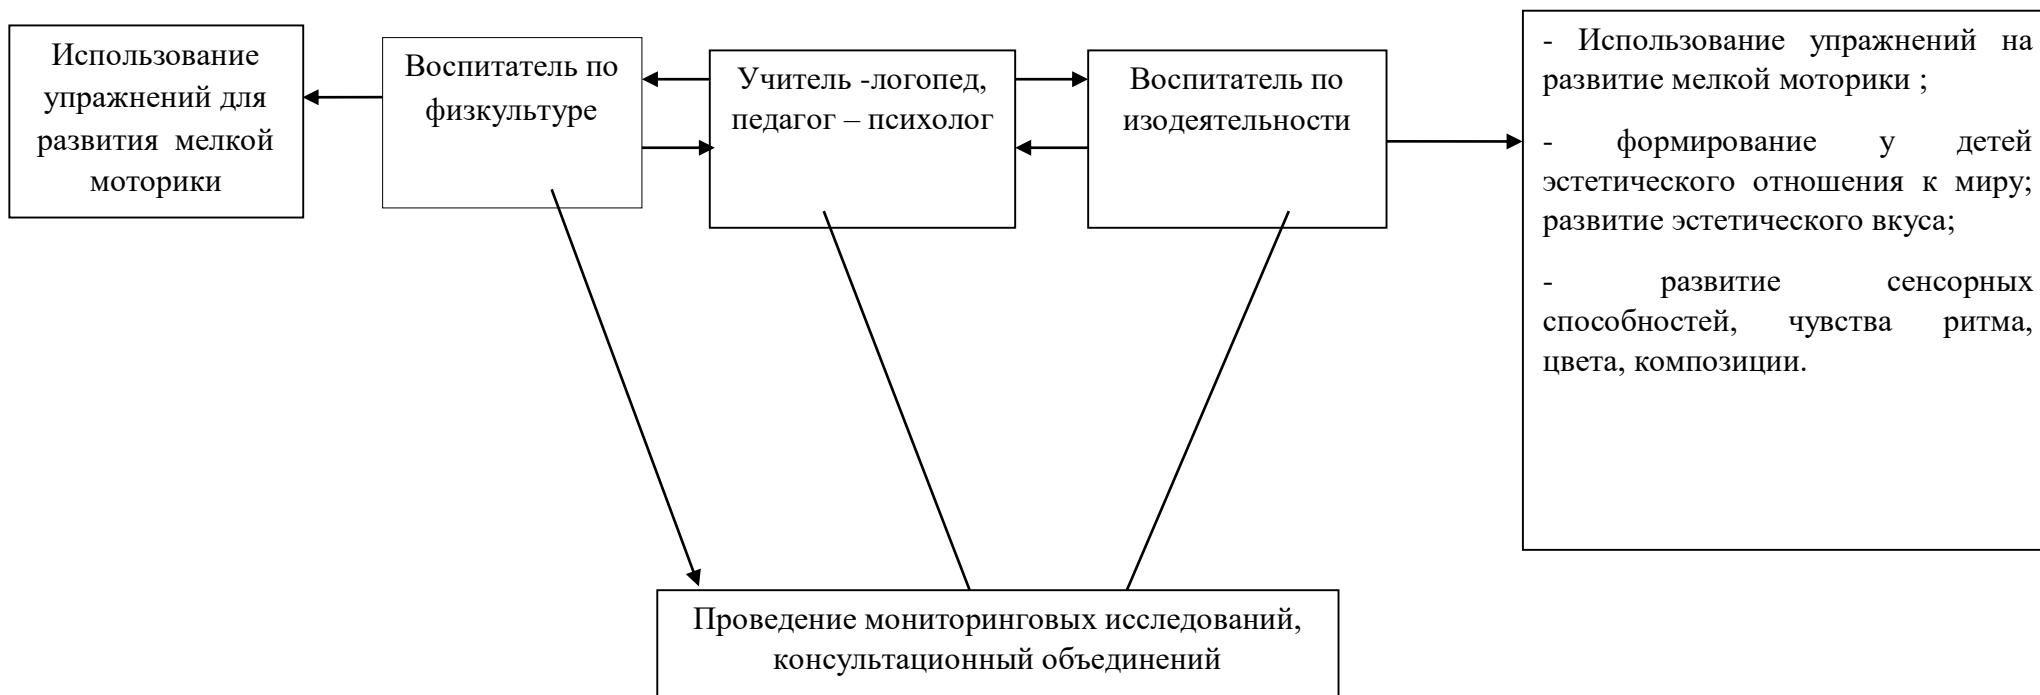 Использование
упражнений для
развития мелкой
моторики
Воспитатель по
физкультуре
Учитель -логопед,
педагог – психолог
Воспитатель по
изодеятельности
- Использование упражнений на
развитие мелкой моторики ;
- формирование у детей
эстетического отношения к миру;
развитие эстетического вкуса;
- развитие сенсорных
способностей, чувства ритма,
цвета, композиции.
Проведение мониторинговых исследований,
консультационный объединений